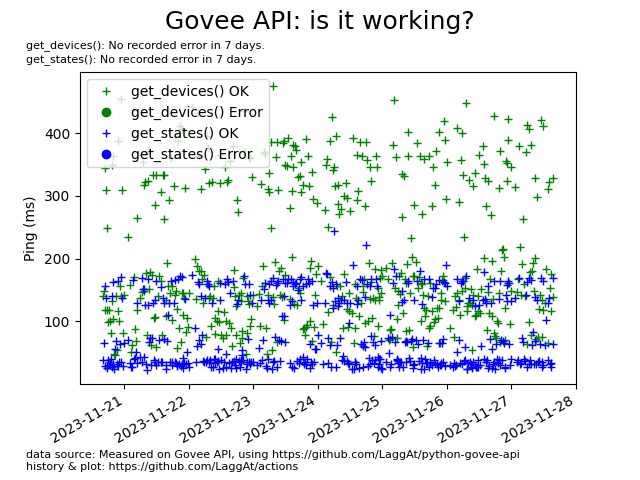 Govee API: is it working?
get_devices(): No recorded error in 7 days.
get_states(): No recorded error in 7 days.
get_devices() OK
get_devices() Error
get_states() OK
get_states() Error
400
300
200
100
Ping (ms)
2023-11-21
2023-11-22
2023-11-23
2023-11-24
2023-11-25
2023-11-26
2023-11-27
2023-11-28
data source: Measured on Govee API, using https://github.com/LaggAt/python-govee-api
history & plot: https://github.com/LaggAt/actions